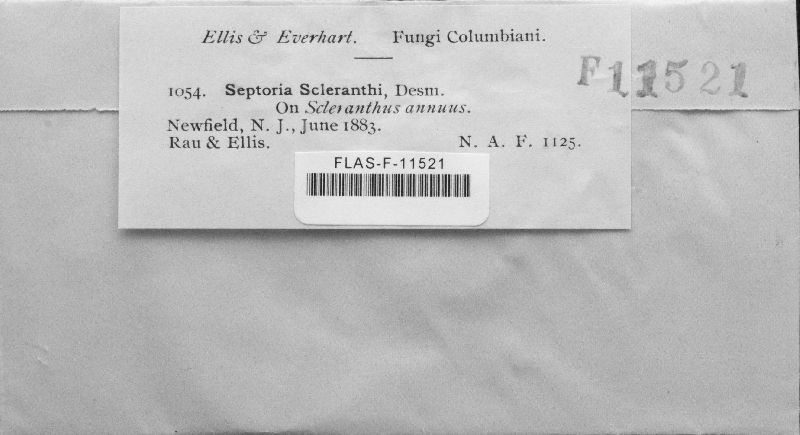 Ellis & Everhart. Fungi Columbiani.
F11521
1054. Septoria Scleranthi, Desm.
On Scleranthus annuus.
Newfield, N. J., June 1883.
Rau & Ellis. N. A. F. 1125.
FLAS-F-11521